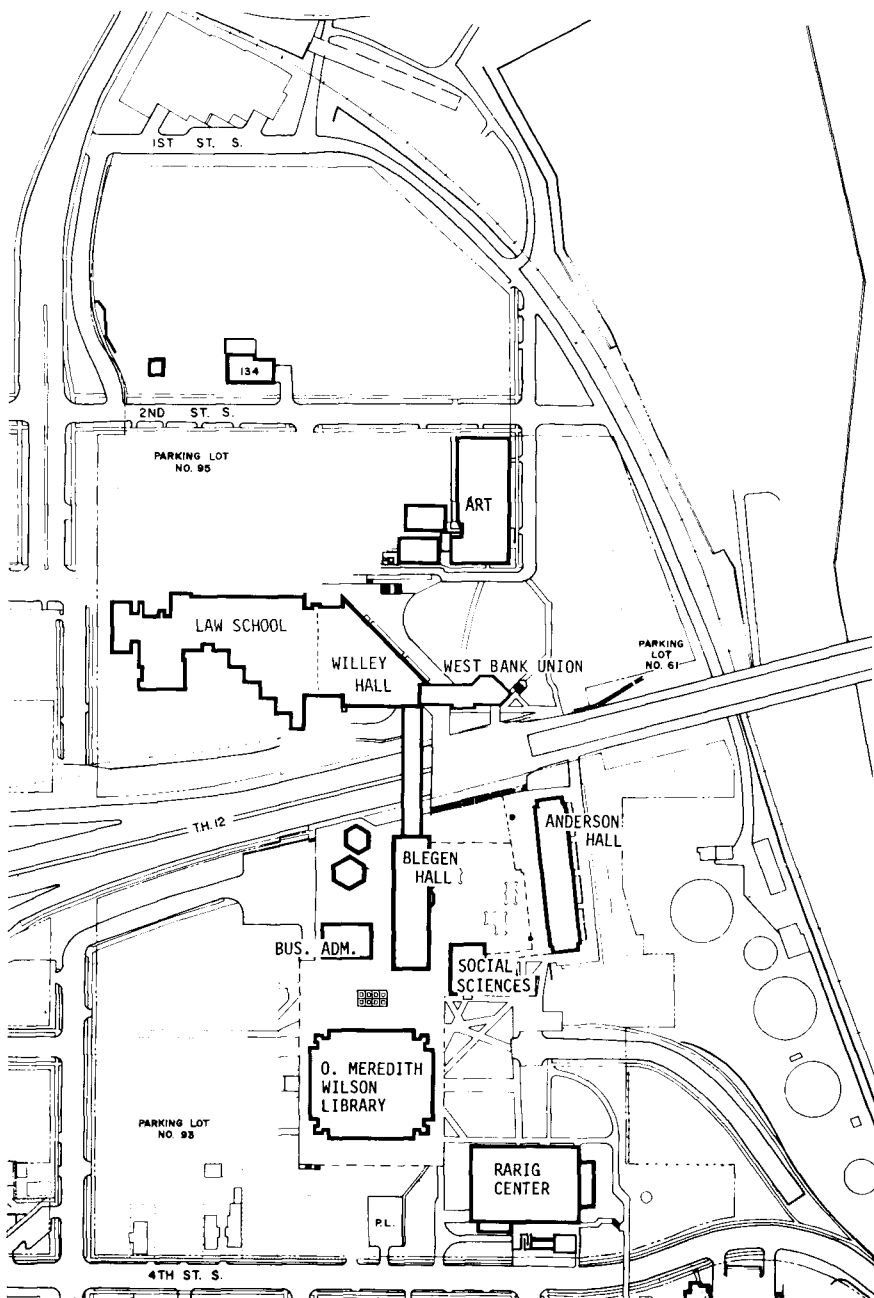 1ST ST. S.
134
2ND ST. S.
PARKING LOT
NO. 95
ART
LAW SCHOOL
WILLEY
HALL
WEST BANK UNION
PARKING
LOT
NO. 61
T.H. 12
ANDERSON
HALL
BLEGEN
HALL
BUS. ADM.
SOCIAL
SCIENCES
O. MEREDITH
WILSON
LIBRARY
PARKING LOT
NO. 93
RARIG
CENTER
P.L.
4TH ST. S.